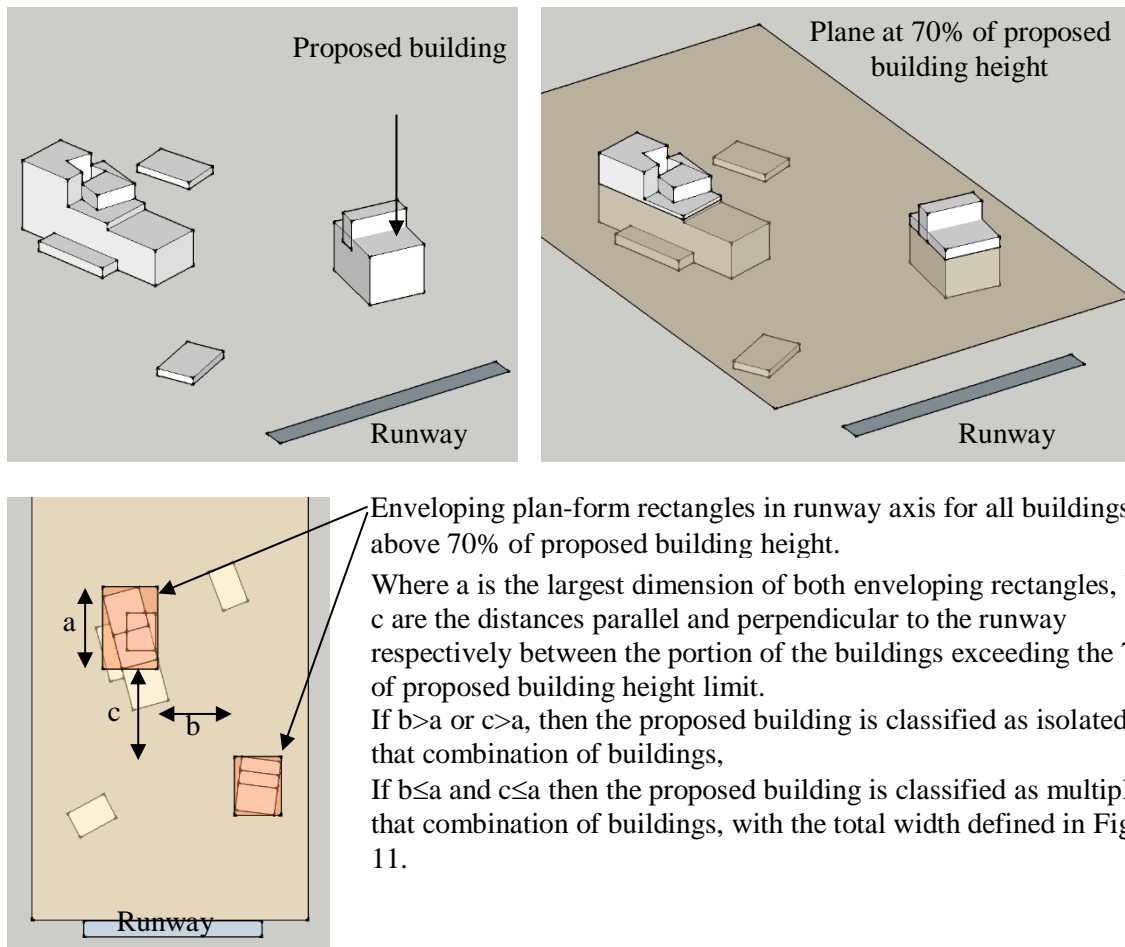 Proposed building
Runway
Plane at 70% of proposed
building height
Runway
a
c
b
Runway
Enveloping plan-form rectangles in runway axis for all buildings
above 70% of proposed building height.
Where a is the largest dimension of both enveloping rectangles,
c are the distances parallel and perpendicular to the runway
respectively between the portion of the buildings exceeding the
of proposed building height limit.
If b>a or c>a, then the proposed building is classified as isolated
that combination of buildings,
If b≤a and c≤a then the proposed building is classified as
that combination of buildings, with the total width defined in
11.